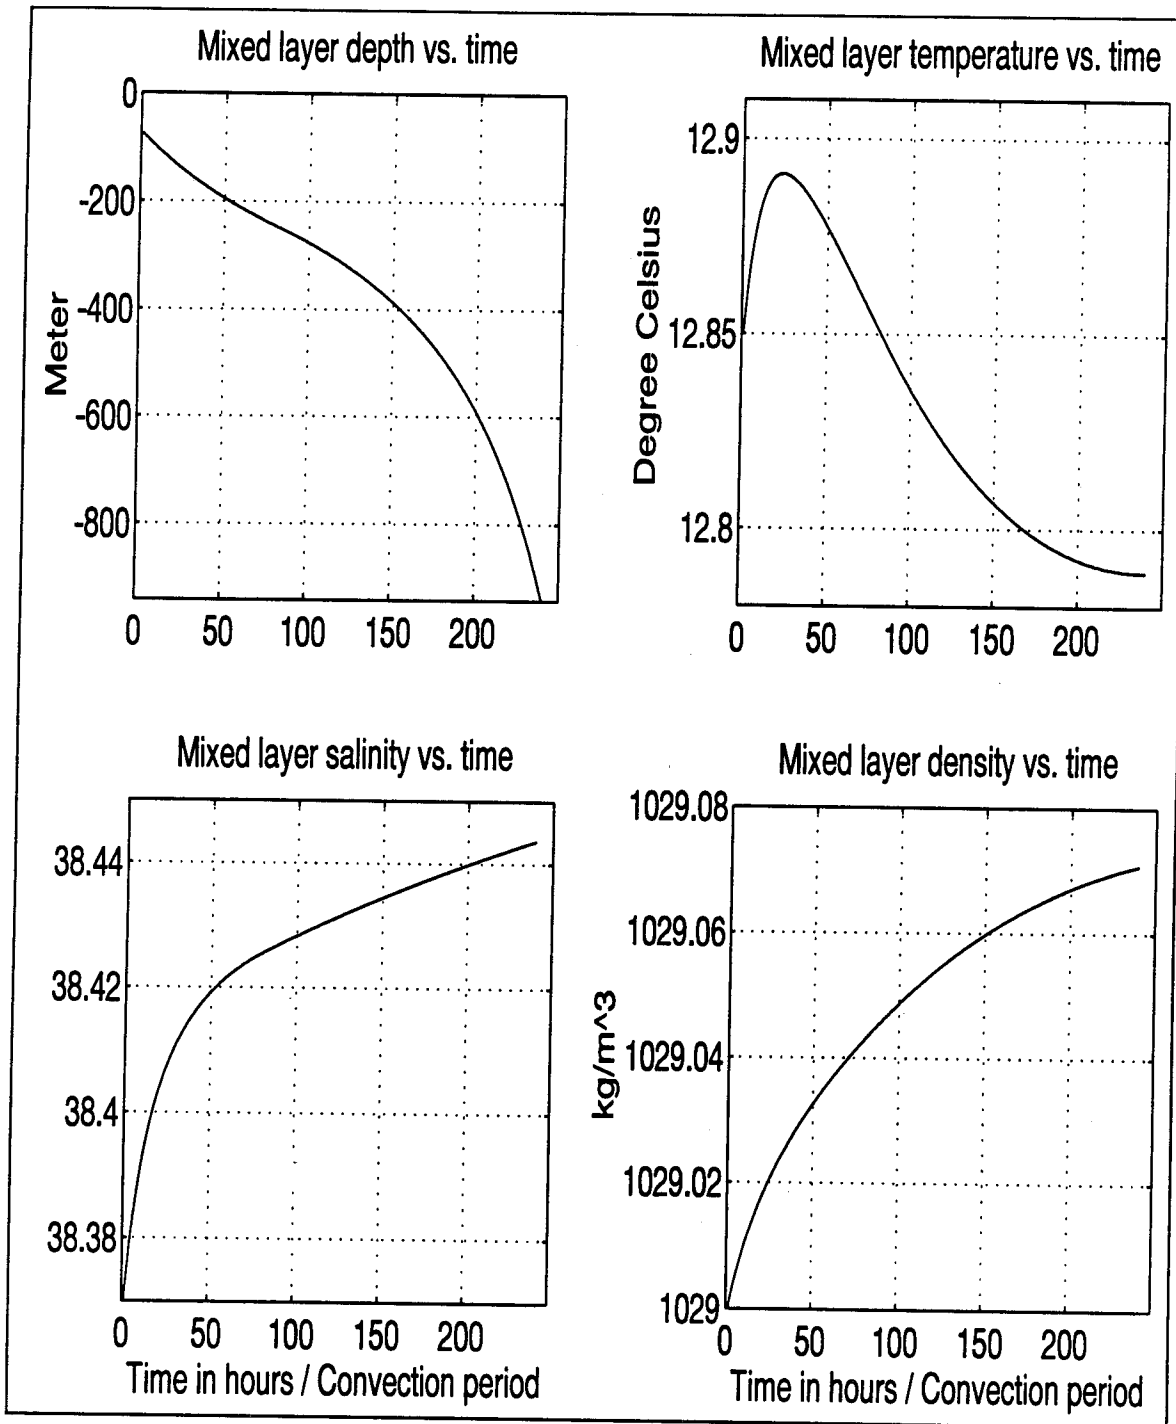 Mixed layer depth vs. time
0
-200
-400
-600
-800
Meter
0 50 100 150 200
Mixed layer temperature vs. time
12.9
12.85
12.8
Degree Celsius
0 50 100 150 200
Mixed layer salinity vs. time
38.44
38.42
38.4
38.38
0 50 100 150 200
Time in hours / Convection period
Mixed layer density vs. time
1029.08
1029.06
1029.04
1029.02
1029
kg/m^3
0 50 100 150 200
Time in hours / Convection period